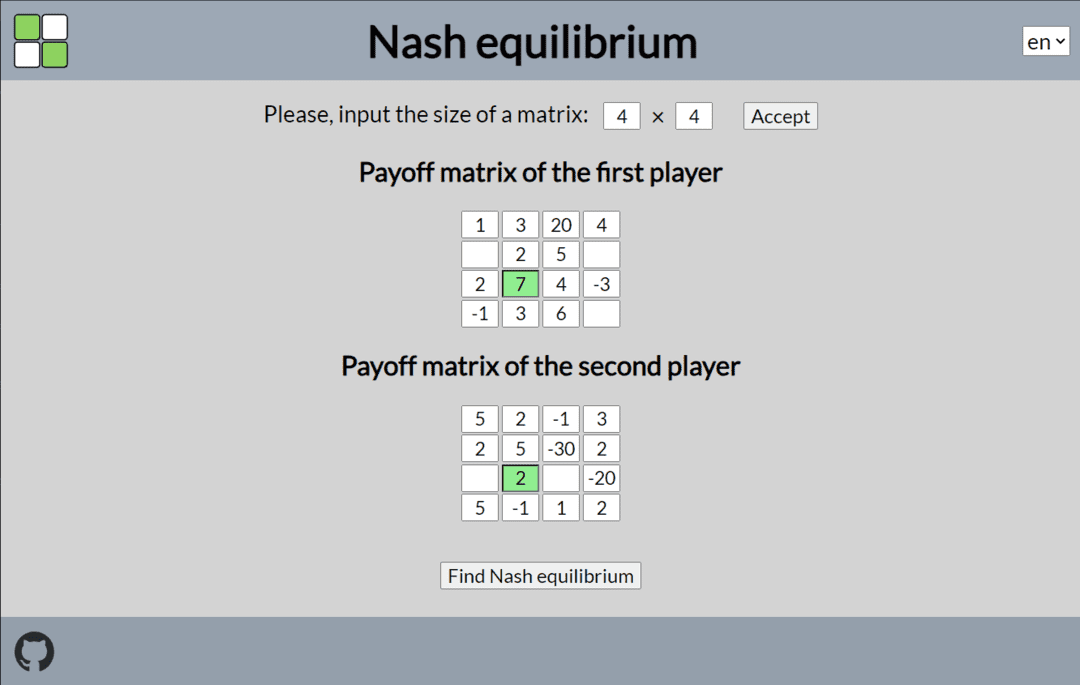 Nash equilibrium
en
Please, input the size of a matrix: 4 × 4 Accept
Payoff matrix of the first player
1 3 20 4
2 5
2 7 4 -3
-1 3 6
Payoff matrix of the second player
5 2 -1 3
2 5 -30 2
2 -20
5 -1 1 2
Find Nash equilibrium